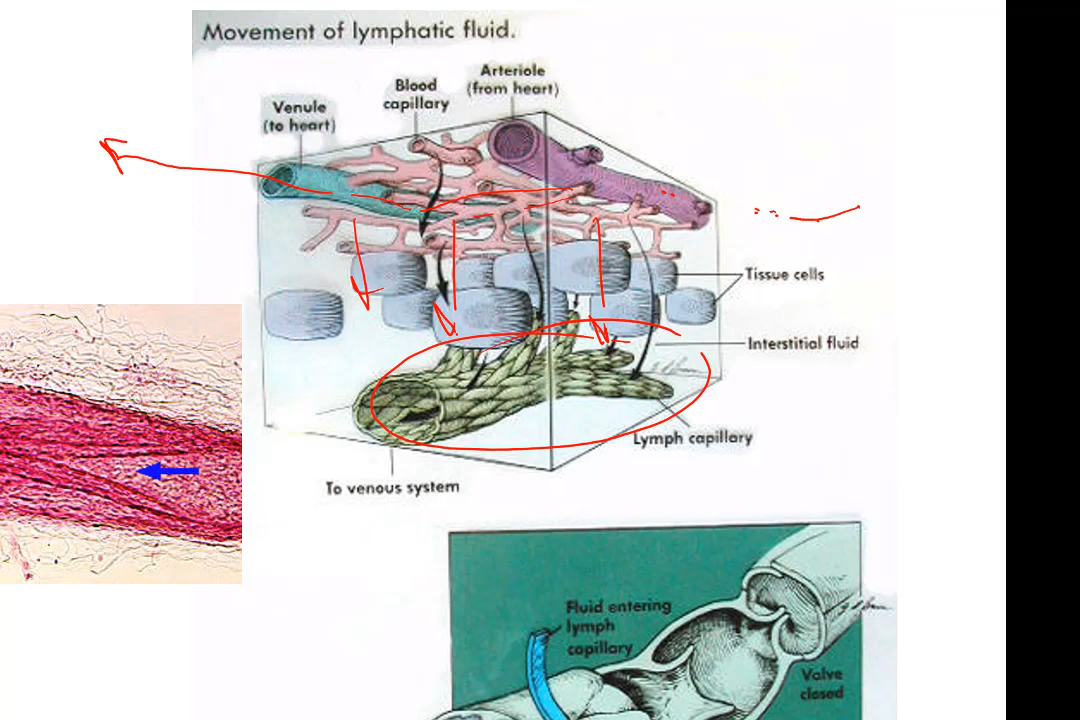 Movement of lymphatic fluid.
Arteriole
(from heart)
Blood
capillary
Venule
(to heart)
Tissue cells
Interstitial fluid
Lymph capillary
To venous system
Fluid entering
lymph
capillary
Valve
closed